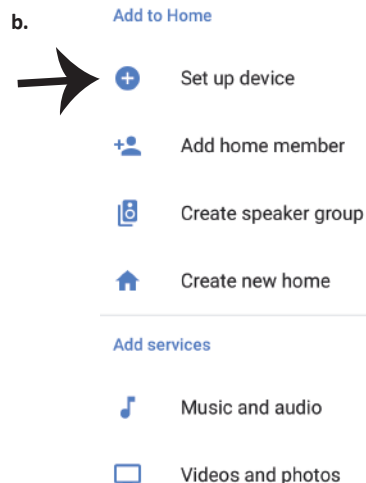 b.
Add to Home
Set up device
Add home member
Create speaker group
Create new home
Add services
Music and audio
Videos and photos